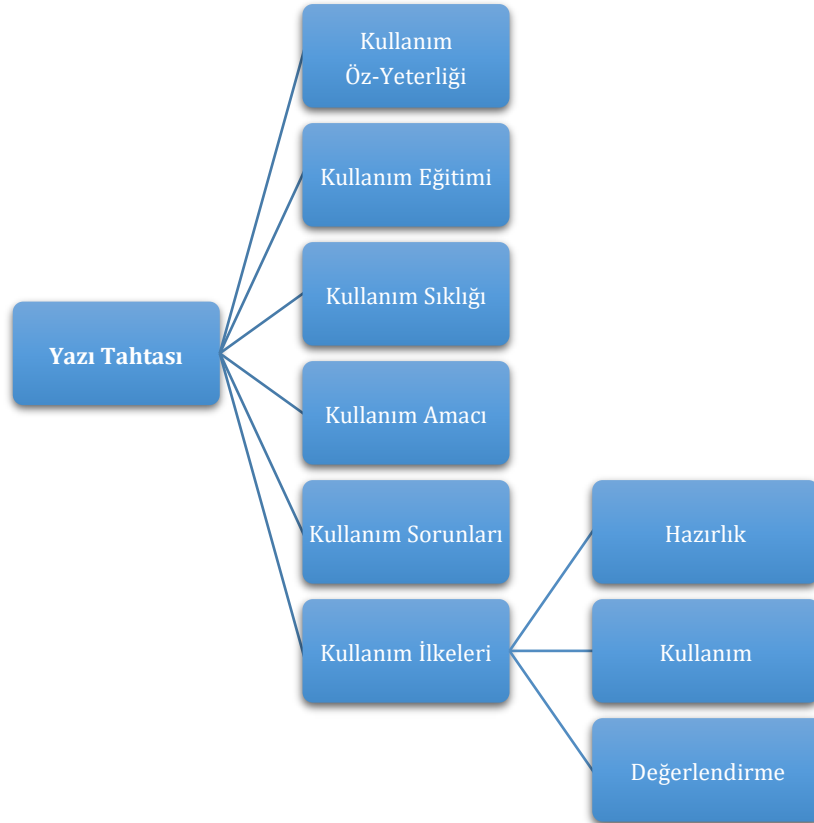 Kullanım
Öz-Yeterliği
Kullanım Eğitimi
Kullanım Sıklığı
Yazı Tahtası
Kullanım Amacı
Kullanım Sorunları
Hazırlık
Kullanım İlkeleri
Kullanım
Değerlendirme